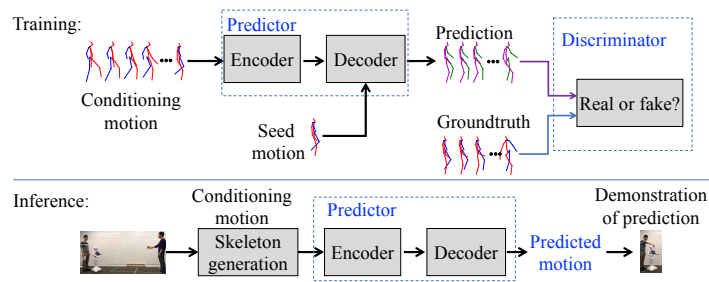 Training:
Predictor
Encoder
Decoder
Conditioning
motion
Seed
motion
Prediction
Groundtruth
Discriminator
Real or fake?
Inference:
Conditioning
motion
Skeleton
generation
Predictor
Encoder
Decoder
Predicted
motion
Demonstration
of prediction